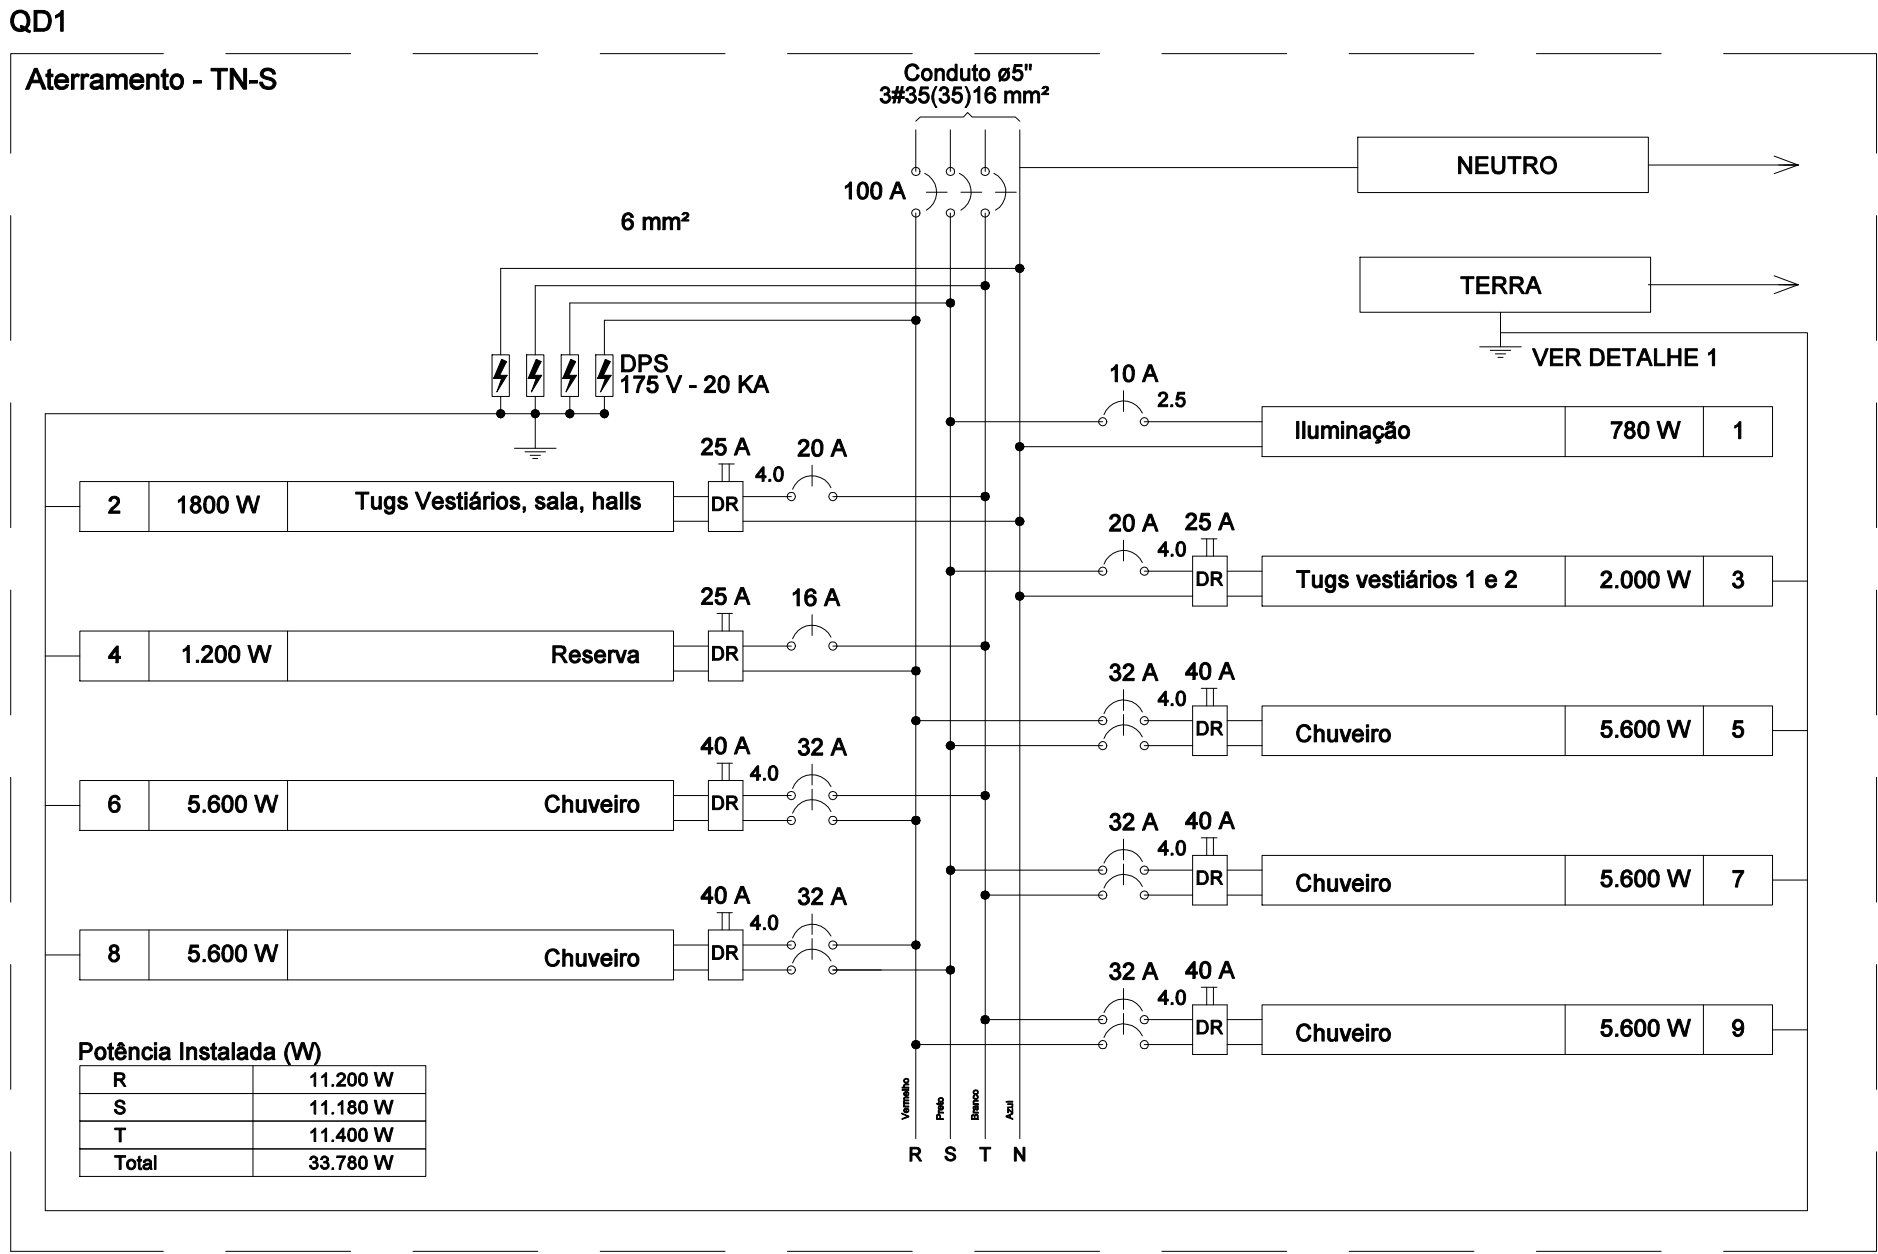 QD1
Aterramento - TN-S
Conduto ø5"
3#35(35)16 mm²
100 A
6 mm²
NEUTRO
TERRA
VER DETALHE 1
DPS
175 V - 20 KA
10 A
2.5
Iluminação 780 W 1
25 A 20 A
4.0
2 1800 W Tugs Vestiários, sala, halls DR
20 A 25 A
4.0
DR Tugs vestiários 1 e 2 2.000 W 3
25 A 16 A
4 1.200 W Reserva DR
32 A 40 A
4.0
DR Chuveiro 5.600 W 5
40 A 32 A
4.0
6 5.600 W Chuveiro DR
32 A 40 A
4.0
DR Chuveiro 5.600 W 7
40 A 32 A
4.0
8 5.600 W Chuveiro DR
32 A 40 A
4.0
DR Chuveiro 5.600 W 9
Potência Instalada (W)
R 11.200 W
S 11.180 W
T 11.400 W
Total 33.780 W
Vermelho
Preto
Branco
Azul
R S T N